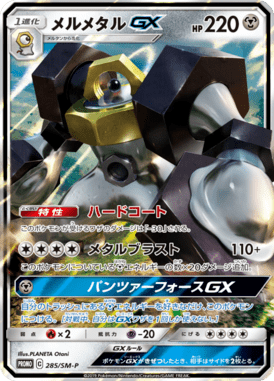 1進化 メルメタルGX HP220
メルタンから進化
特性 ハードコート
このポケモンが受けるワザのダメージは「-30」される。
メタルブラスト 110+
このポケモンについているエネルギーの数×20ダメージ追加。
パンツァーフォースGX
弱点 ×2 抵抗力 -20 にげる
GXルール
ポケモンGXがきぜつしたとき、相手はサイドを2枚とる。
illus.PLANETA Otani
PROMO C 285/SM-P